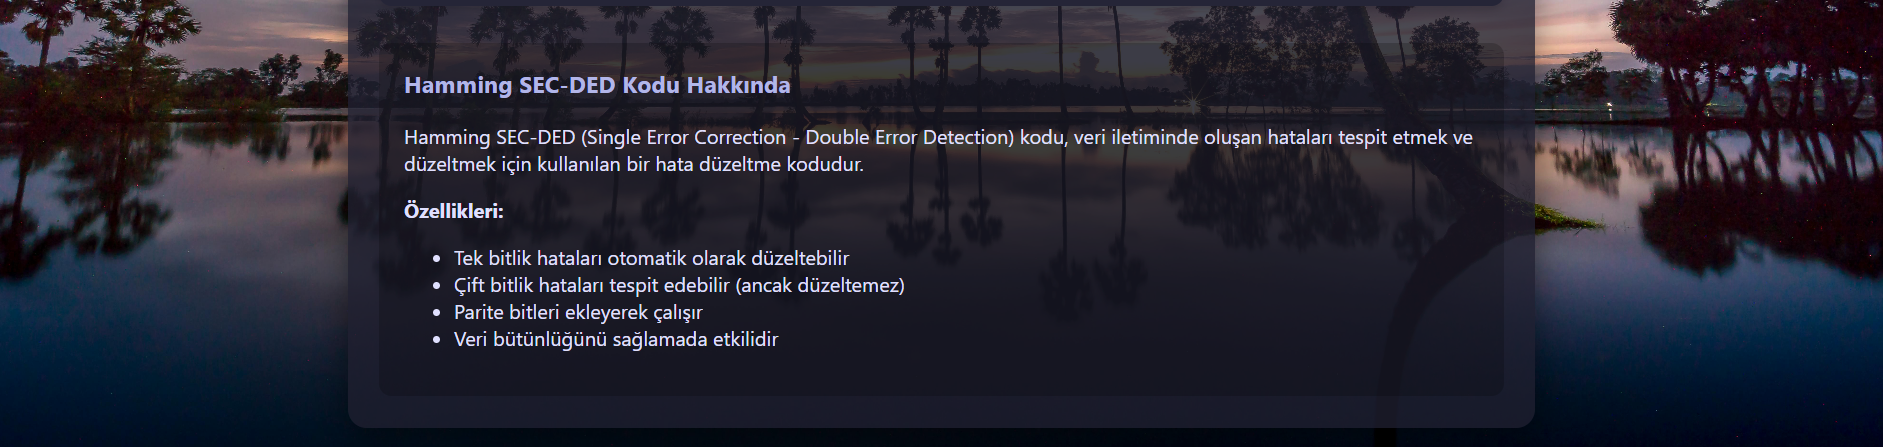 Hamming SEC-DED Kodu Hakkında
Hamming SEC-DED (Single Error Correction - Double Error Detection) kodu, veri iletiminde oluşan hataları tespit etmek ve
düzeltmek için kullanılan bir hata düzeltme kodudur.
Özellikleri:
• Tek bitlik hataları otomatik olarak düzeltebilir
• Çift bitlik hataları tespit edebilir (ancak düzeltemez)
• Parite bitleri ekleyerek çalışır
• Veri bütünlüğünü sağlamada etkilidir